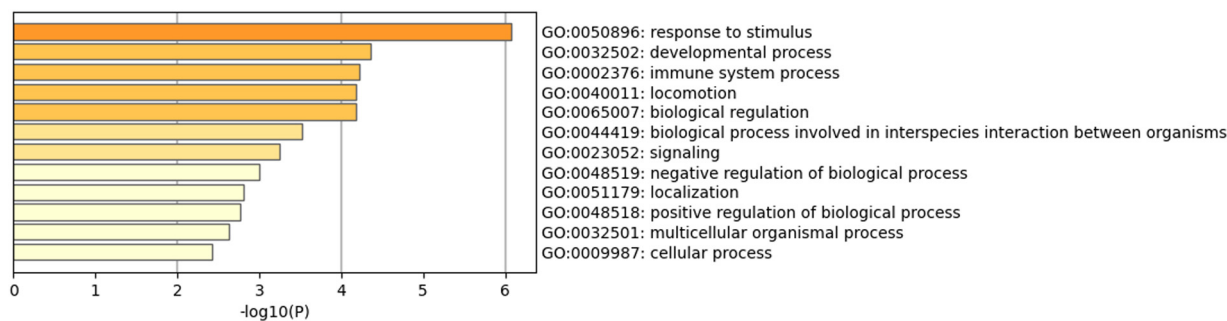 GO:0050896: response to stimulus
GO:0032502: developmental process
GO:0002376: immune system process
GO:0040011: locomotion
GO:0065007: biological regulation
GO:0044419: biological process involved in interspecies interaction between organisms
GO:0023052: signaling
GO:0048519: negative regulation of biological process
GO:0051179: localization
GO:0048518: positive regulation of biological process
GO:0032501: multicellular organismal process
GO:0009987: cellular process
0 1 2 3 4 5 6
-log10(P)